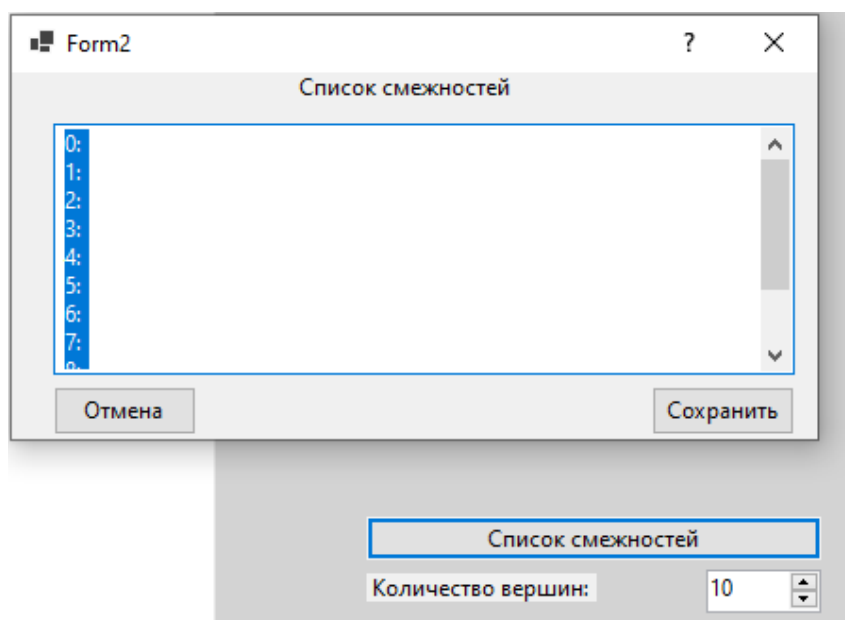 Form2
Список смежностей
0:
1:
2:
3:
4:
5:
6:
7:
Отмена
Сохранить
Список смежностей
Количество вершин:
10